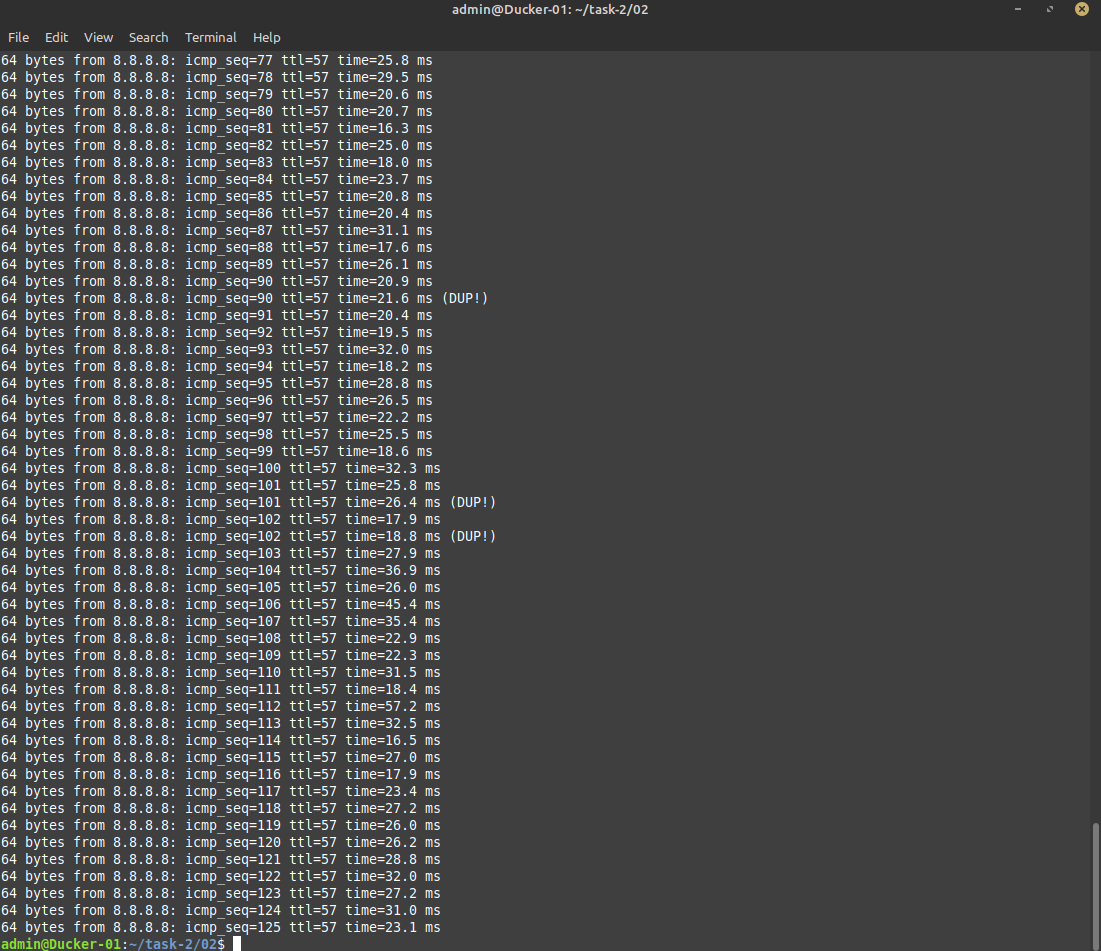 admin@Ducker-01: ~/task-2/02
File Edit View Search Terminal Help
64 bytes from 8.8.8.8: icmp_seq=77 ttl=57 time=25.8 ms
64 bytes from 8.8.8.8: icmp_seq=78 ttl=57 time=29.5 ms
64 bytes from 8.8.8.8: icmp_seq=79 ttl=57 time=20.6 ms
64 bytes from 8.8.8.8: icmp_seq=80 ttl=57 time=20.7 ms
64 bytes from 8.8.8.8: icmp_seq=81 ttl=57 time=16.3 ms
64 bytes from 8.8.8.8: icmp_seq=82 ttl=57 time=25.0 ms
64 bytes from 8.8.8.8: icmp_seq=83 ttl=57 time=18.0 ms
64 bytes from 8.8.8.8: icmp_seq=84 ttl=57 time=23.7 ms
64 bytes from 8.8.8.8: icmp_seq=85 ttl=57 time=20.8 ms
64 bytes from 8.8.8.8: icmp_seq=86 ttl=57 time=20.4 ms
64 bytes from 8.8.8.8: icmp_seq=87 ttl=57 time=31.1 ms
64 bytes from 8.8.8.8: icmp_seq=88 ttl=57 time=17.6 ms
64 bytes from 8.8.8.8: icmp_seq=89 ttl=57 time=26.1 ms
64 bytes from 8.8.8.8: icmp_seq=90 ttl=57 time=20.9 ms
64 bytes from 8.8.8.8: icmp_seq=90 ttl=57 time=21.6 ms (DUP!)
64 bytes from 8.8.8.8: icmp_seq=91 ttl=57 time=20.4 ms
64 bytes from 8.8.8.8: icmp_seq=92 ttl=57 time=19.5 ms
64 bytes from 8.8.8.8: icmp_seq=93 ttl=57 time=32.0 ms
64 bytes from 8.8.8.8: icmp_seq=94 ttl=57 time=18.2 ms
64 bytes from 8.8.8.8: icmp_seq=95 ttl=57 time=28.8 ms
64 bytes from 8.8.8.8: icmp_seq=96 ttl=57 time=26.5 ms
64 bytes from 8.8.8.8: icmp_seq=97 ttl=57 time=22.2 ms
64 bytes from 8.8.8.8: icmp_seq=98 ttl=57 time=25.5 ms
64 bytes from 8.8.8.8: icmp_seq=99 ttl=57 time=18.6 ms
64 bytes from 8.8.8.8: icmp_seq=100 ttl=57 time=32.3 ms
64 bytes from 8.8.8.8: icmp_seq=101 ttl=57 time=25.8 ms
64 bytes from 8.8.8.8: icmp_seq=101 ttl=57 time=26.4 ms (DUP!)
64 bytes from 8.8.8.8: icmp_seq=102 ttl=57 time=17.9 ms
64 bytes from 8.8.8.8: icmp_seq=102 ttl=57 time=18.8 ms (DUP!)
64 bytes from 8.8.8.8: icmp_seq=103 ttl=57 time=27.9 ms
64 bytes from 8.8.8.8: icmp_seq=104 ttl=57 time=36.9 ms
64 bytes from 8.8.8.8: icmp_seq=105 ttl=57 time=26.0 ms
64 bytes from 8.8.8.8: icmp_seq=106 ttl=57 time=45.4 ms
64 bytes from 8.8.8.8: icmp_seq=107 ttl=57 time=35.4 ms
64 bytes from 8.8.8.8: icmp_seq=108 ttl=57 time=22.9 ms
64 bytes from 8.8.8.8: icmp_seq=109 ttl=57 time=22.3 ms
64 bytes from 8.8.8.8: icmp_seq=110 ttl=57 time=31.5 ms
64 bytes from 8.8.8.8: icmp_seq=111 ttl=57 time=18.4 ms
64 bytes from 8.8.8.8: icmp_seq=112 ttl=57 time=57.2 ms
64 bytes from 8.8.8.8: icmp_seq=113 ttl=57 time=32.5 ms
64 bytes from 8.8.8.8: icmp_seq=114 ttl=57 time=16.5 ms
64 bytes from 8.8.8.8: icmp_seq=115 ttl=57 time=27.0 ms
64 bytes from 8.8.8.8: icmp_seq=116 ttl=57 time=17.9 ms
64 bytes from 8.8.8.8: icmp_seq=117 ttl=57 time=23.4 ms
64 bytes from 8.8.8.8: icmp_seq=118 ttl=57 time=27.2 ms
64 bytes from 8.8.8.8: icmp_seq=119 ttl=57 time=26.0 ms
64 bytes from 8.8.8.8: icmp_seq=120 ttl=57 time=26.2 ms
64 bytes from 8.8.8.8: icmp_seq=121 ttl=57 time=28.8 ms
64 bytes from 8.8.8.8: icmp_seq=122 ttl=57 time=32.0 ms
64 bytes from 8.8.8.8: icmp_seq=123 ttl=57 time=27.2 ms
64 bytes from 8.8.8.8: icmp_seq=124 ttl=57 time=31.0 ms
64 bytes from 8.8.8.8: icmp_seq=125 ttl=57 time=23.1 ms
admin@Ducker-01:~/task-2/02$